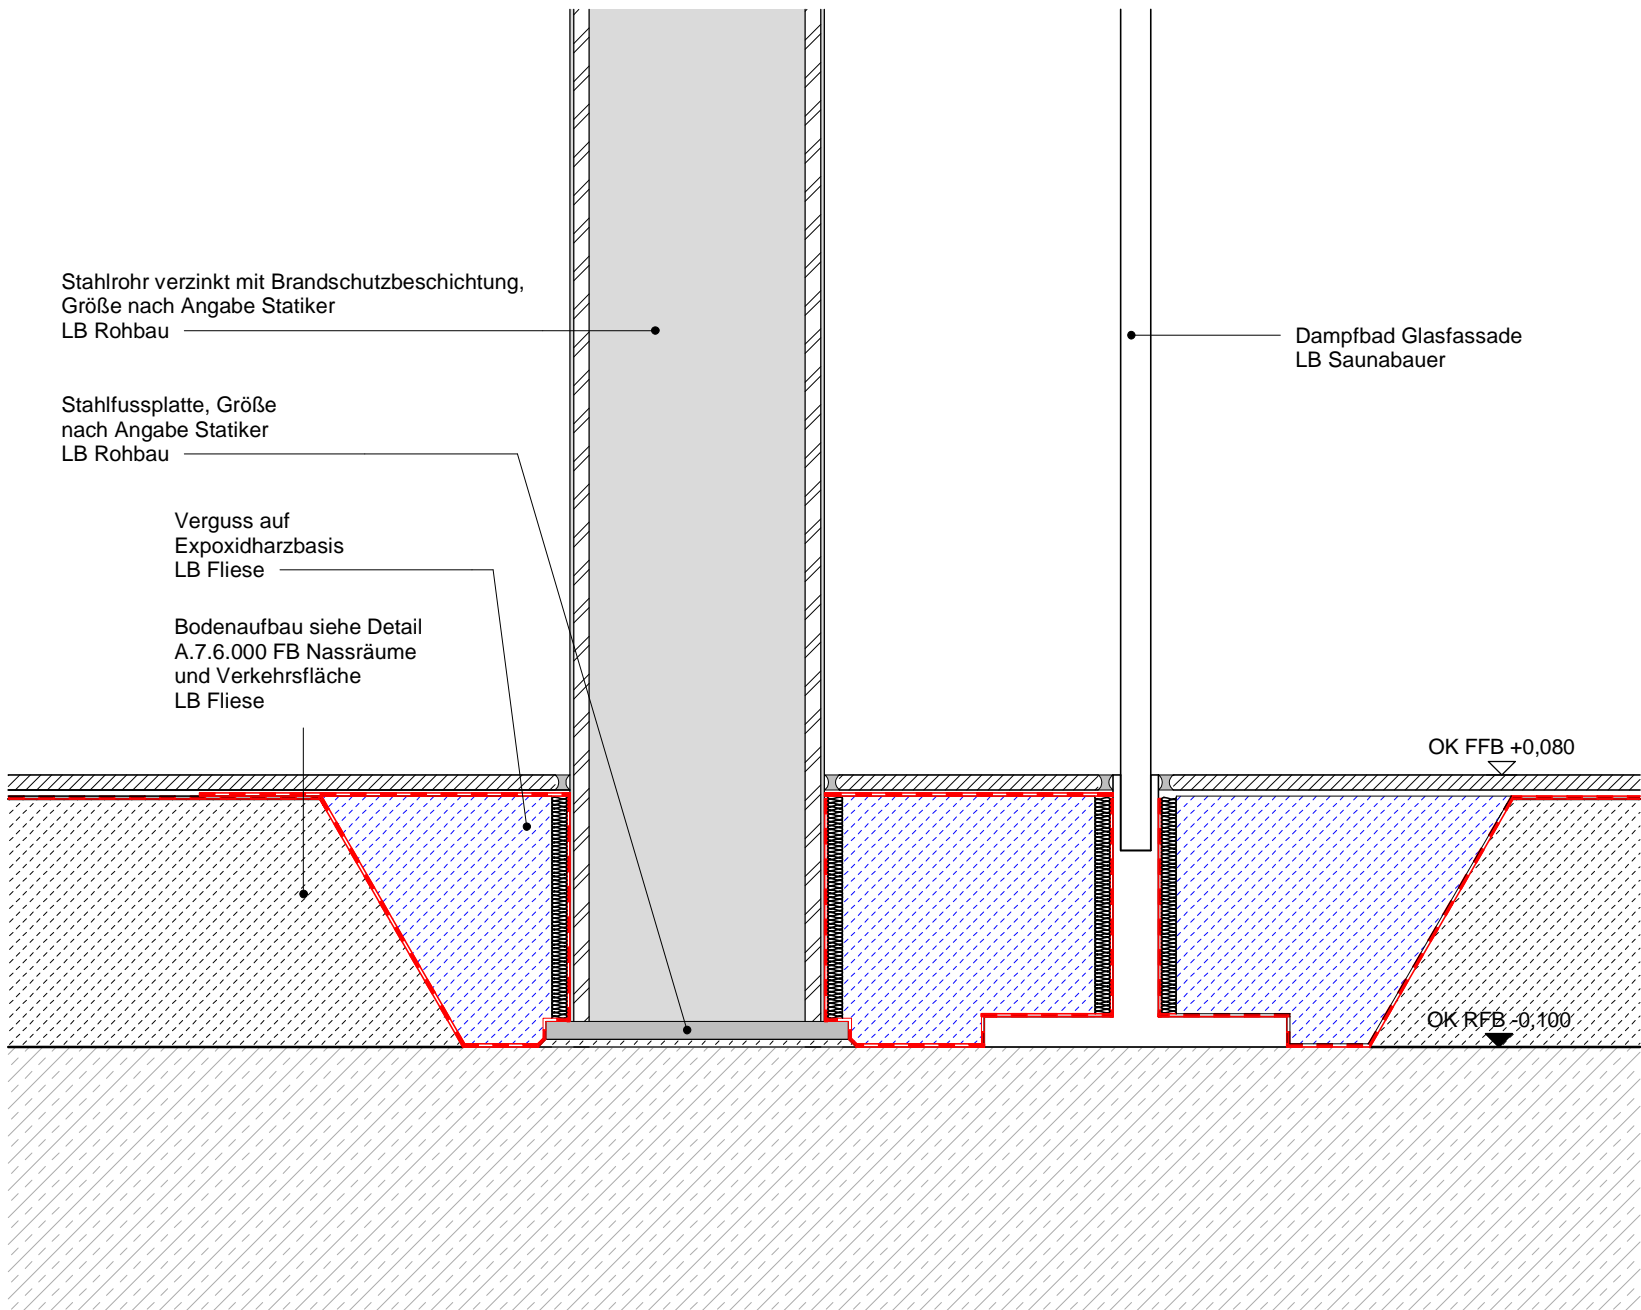 Stahlrohr verzinkt mit Brandschutzbeschichtung,
Größe nach Angabe Statiker
LB Rohbau
Dampfbad Glasfassade
LB Saunabauer
Stahlfussplatte, Größe
nach Angabe Statiker
LB Rohbau
Verguss auf
Expoxidharzbasis
LB Fliese
Bodenaufbau siehe Detail
A.7.6.000 FB Nassräume
und Verkehrsfläche
LB Fliese
OK FFB +0,080
OK RFB -0,100